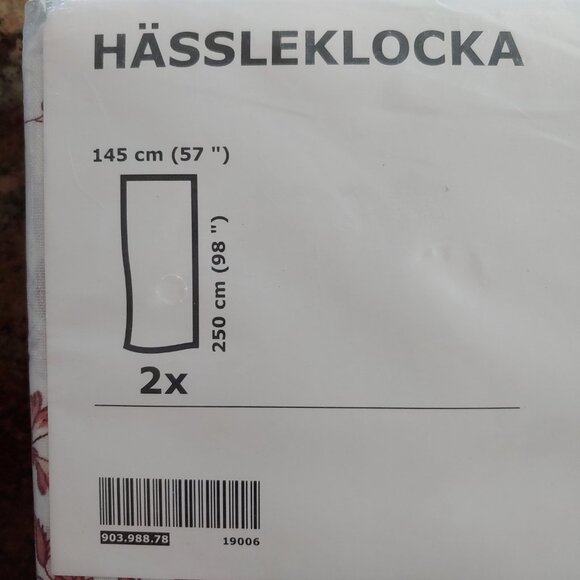 HÄSSLEKLOCKA
145 cm (57 ")
250 cm (98 ")
2x
903.988.78 19006